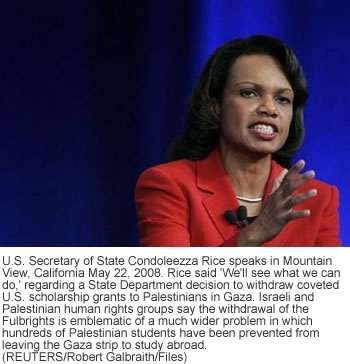 U.S. Secretary of State Condoleezza Rice speaks in Mountain
View, California May 22, 2008. Rice said 'We'll see what we can
do,' regarding a State Department decision to withdraw coveted
U.S. scholarship grants to Palestinians in Gaza. Israeli and
Palestinian human rights groups say the withdrawal of the
Fulbrights is emblematic of a much wider problem in which
hundreds of Palestinian students have been prevented from
leaving the Gaza strip to study abroad.
(REUTERS/Robert Galbraith/Files)